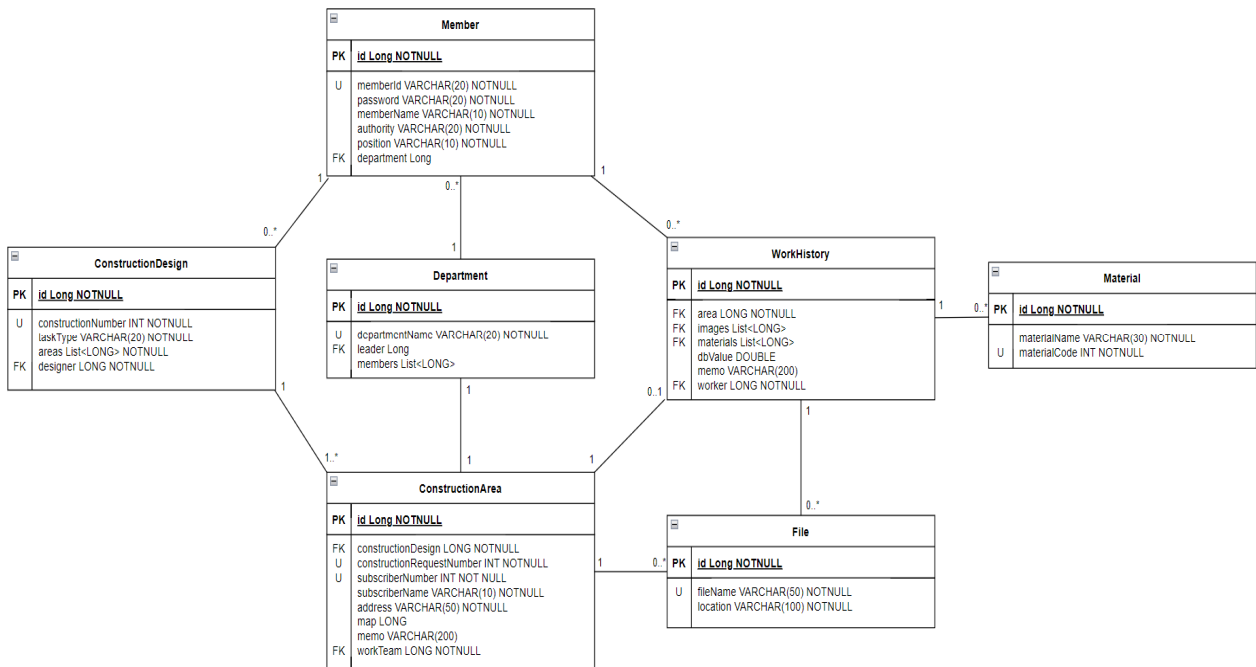 Member
PK id Long NOTNULL
U memberId VARCHAR(20) NOTNULL
password VARCHAR(20) NOTNULL
memberName VARCHAR(10) NOTNULL
authority VARCHAR(20) NOTNULL
position VARCHAR(10) NOTNULL
FK department Long
1
0..*
1
0..*
1
0..*
ConstructionDesign
PK id Long NOTNULL
U constructionNumber INT NOTNULL
taskType VARCHAR(20) NOTNULL
areas List<LONG> NOTNULL
FK designer LONG NOTNULL
Department
PK id Long NOTNULL
U departmentName VARCHAR(20) NOTNULL
FK leader Long
members List<LONG>
WorkHistory
PK id Long NOTNULL
FK area LONG NOTNULL
FK images List<LONG>
FK materials List<LONG>
dbValue DOUBLE
memo VARCHAR(200)
FK worker LONG NOTNULL
1
0..*
Material
PK id Long NOTNULL
materialName VARCHAR(30) NOTNULL
U materialCode INT NOTNULL
1
1
0..1
1
1..*
1
1
0..*
ConstructionArea
PK id Long NOTNULL
FK constructionDesign LONG NOTNULL
U constructionRequestNumber INT NOTNULL
U subscriberNumber INT NOT NULL
subscriberName VARCHAR(10) NOTNULL
address VARCHAR(50) NOTNULL
map LONG
memo VARCHAR(200)
FK workTeam LONG NOTNULL
1
0..*
File
PK id Long NOTNULL
U fileName VARCHAR(50) NOTNULL
location VARCHAR(100) NOTNULL